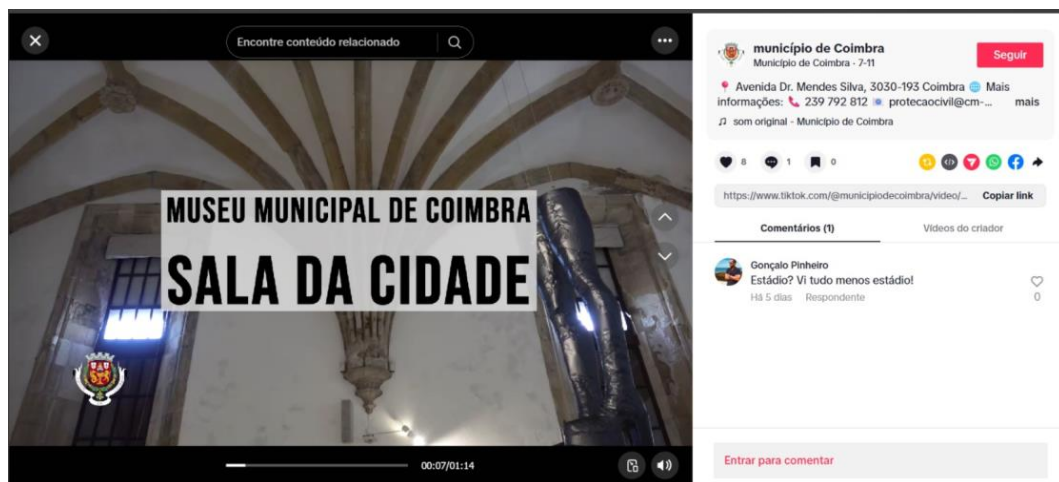 Encontre conteúdo relacionado
MUSEU MUNICIPAL DE COIMBRA
SALA DA CIDADE
00:07/01:14
município de Coimbra
Município de Coimbra · 7-11
Seguir
Avenida Dr. Mendes Silva, 3030-193 Coimbra 🌐 Mais
informações: 📞 239 792 812 📧 protecaocivil@cm-... mais
som original - Município de Coimbra
8 1 0
https://www.tiktok.com/@municipiodecoimbra/video/... Copiar link
Comentários (1) Vídeos do criador
Gonçalo Pinheiro
Estádio? Vi tudo menos estádio!
Há 5 dias Respondente 0
Entrar para comentar